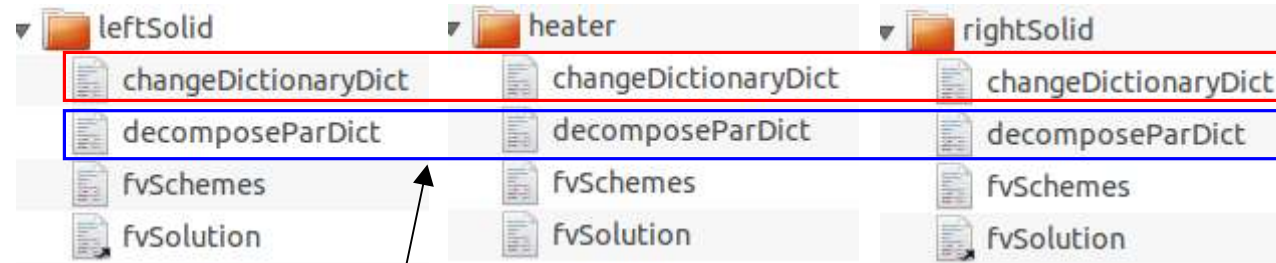 leftSolid
changeDictionaryDict
decomposeParDict
fvSchemes
fvSolution
heater
changeDictionaryDict
decomposeParDict
fvSchemes
fvSolution
rightSolid
changeDictionaryDict
decomposeParDict
fvSchemes
fvSolution